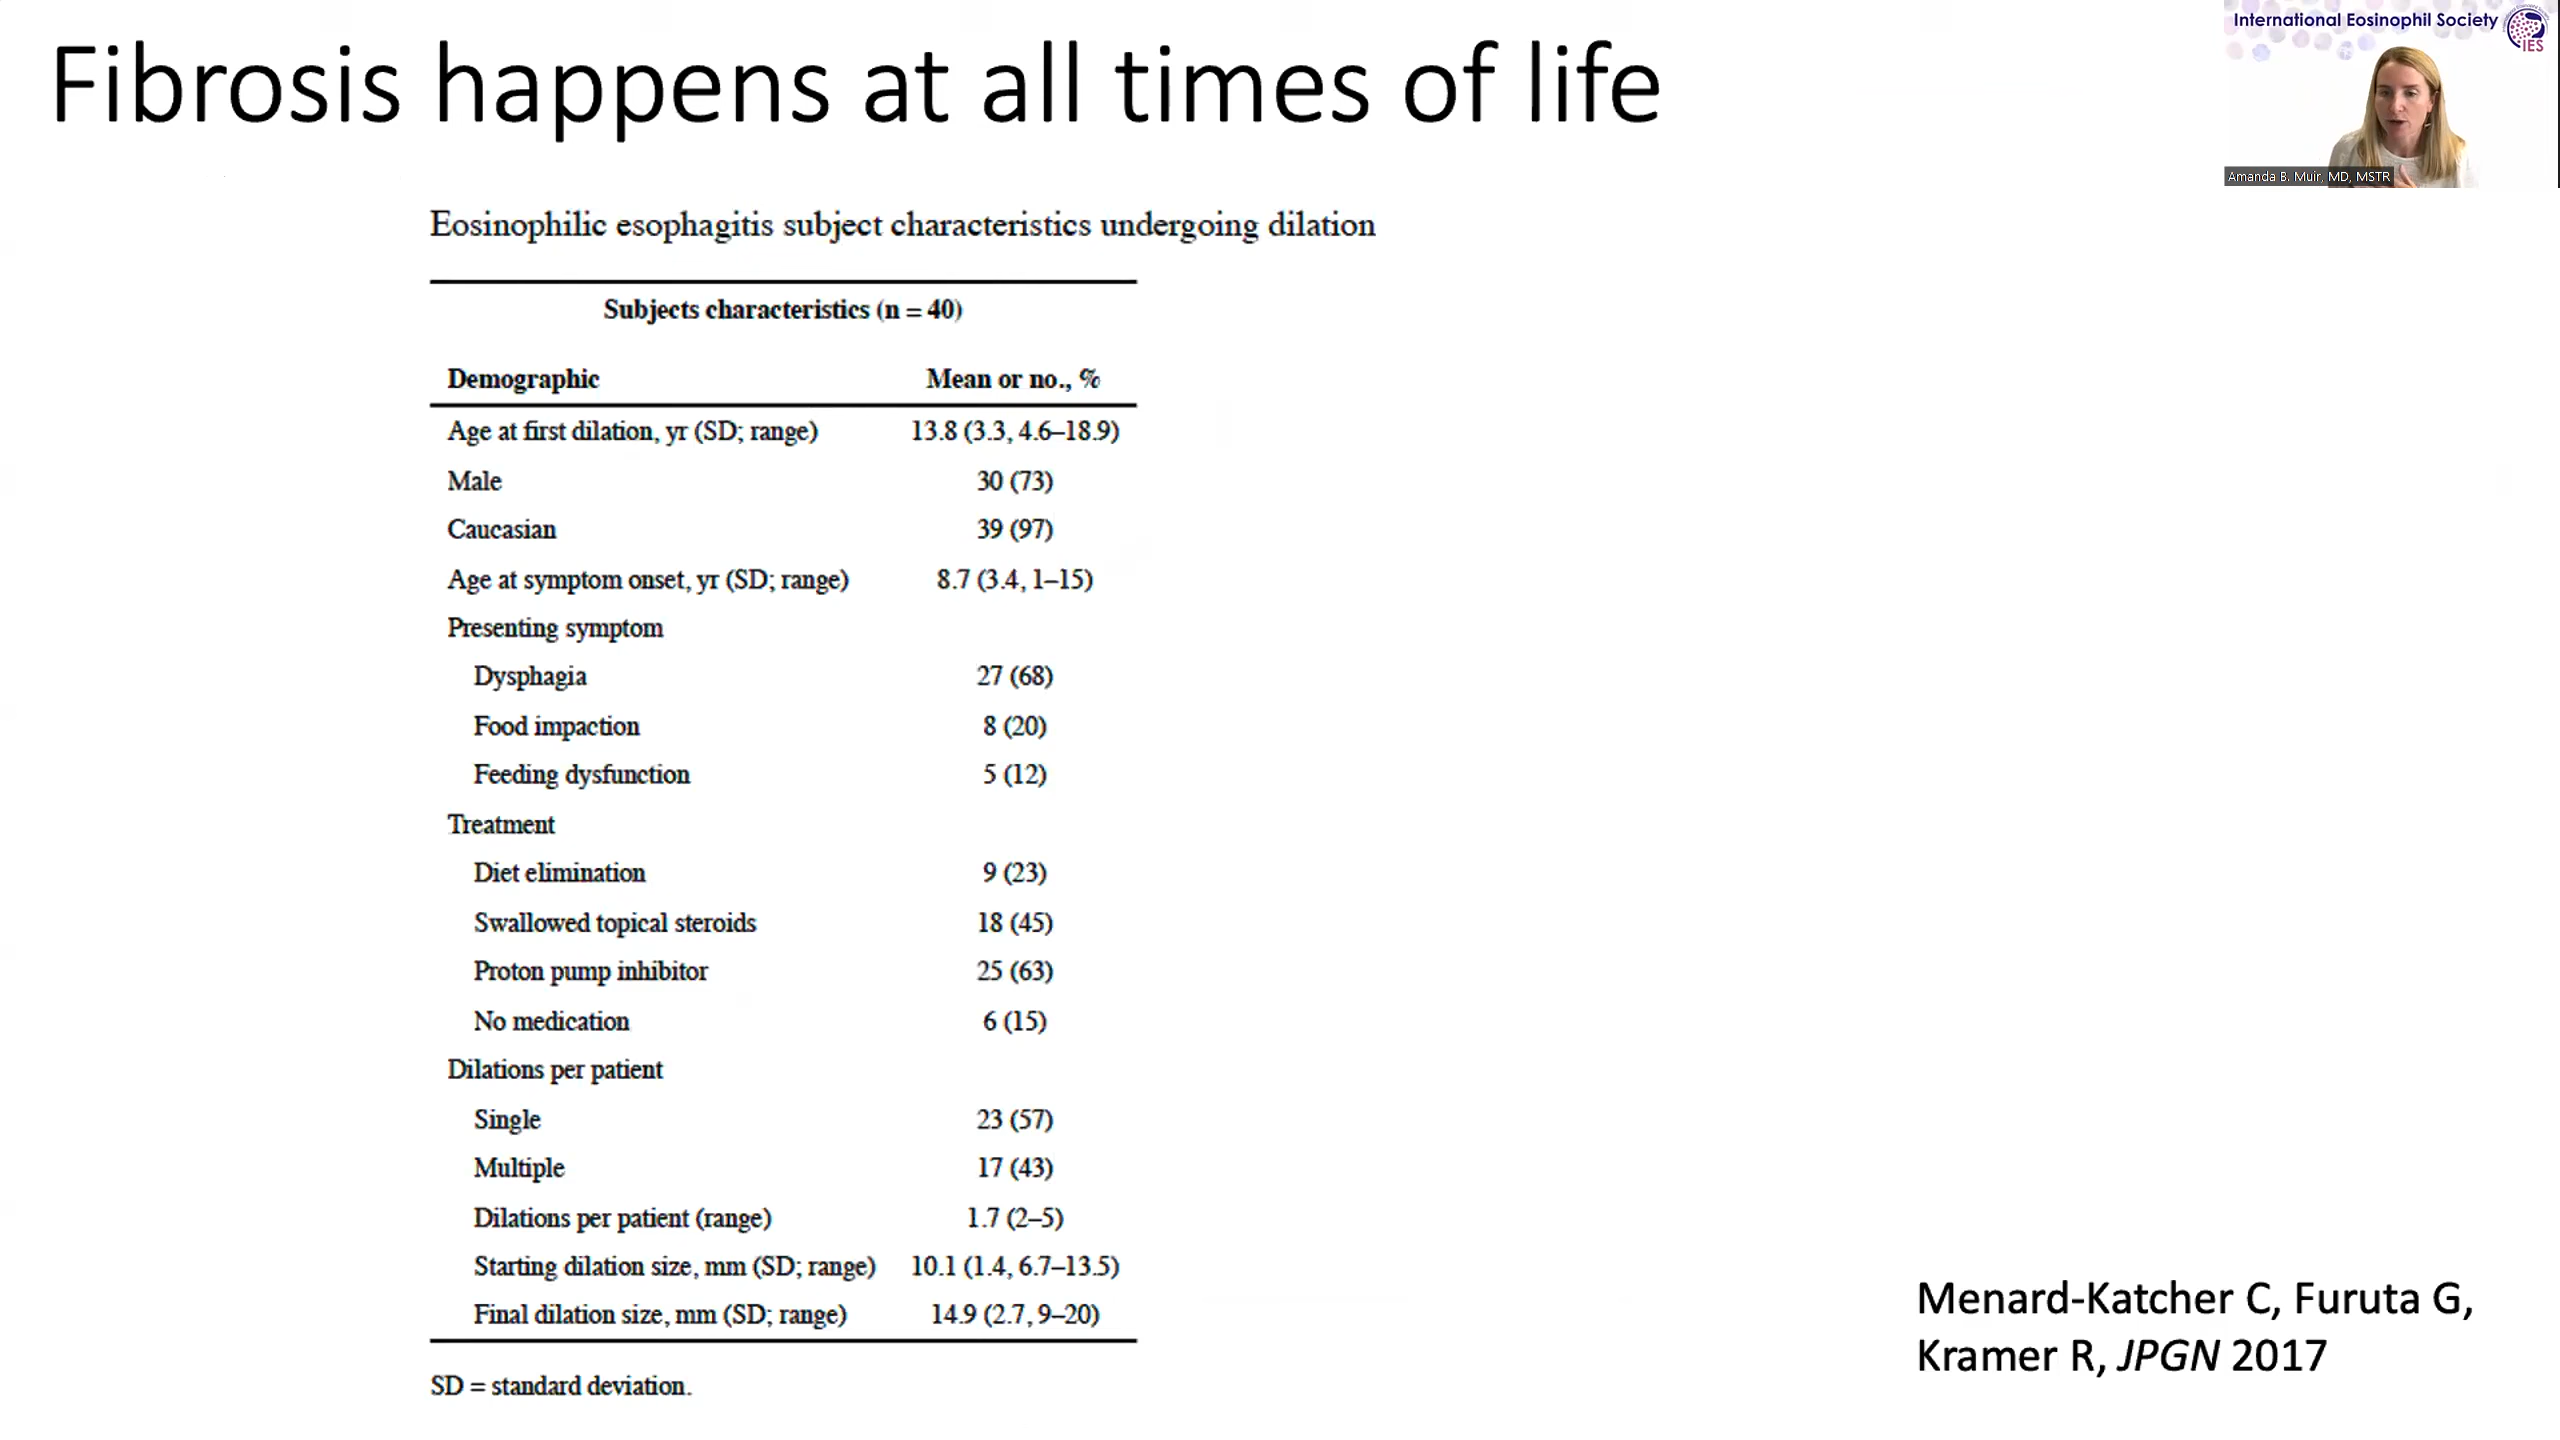 Fibrosis happens at all times of life
International Eosinophil Society
IES
Amanda B. Muir, MD, MSTR
Eosinophilic esophagitis subject characteristics undergoing dilation
Subjects characteristics (n = 40)
Demographic Mean or no., %
Age at first dilation, yr (SD; range) 13.8 (3.3, 4.6–18.9)
Male 30 (73)
Caucasian 39 (97)
Age at symptom onset, yr (SD; range) 8.7 (3.4, 1–15)
Presenting symptom
Dysphagia 27 (68)
Food impaction 8 (20)
Feeding dysfunction 5 (12)
Treatment
Diet elimination 9 (23)
Swallowed topical steroids 18 (45)
Proton pump inhibitor 25 (63)
No medication 6 (15)
Dilations per patient
Single 23 (57)
Multiple 17 (43)
Dilations per patient (range) 1.7 (2–5)
Starting dilation size, mm (SD; range) 10.1 (1.4, 6.7–13.5)
Final dilation size, mm (SD; range) 14.9 (2.7, 9–20)
SD = standard deviation.
Menard-Katcher C, Furuta G,
Kramer R, JPGN 2017